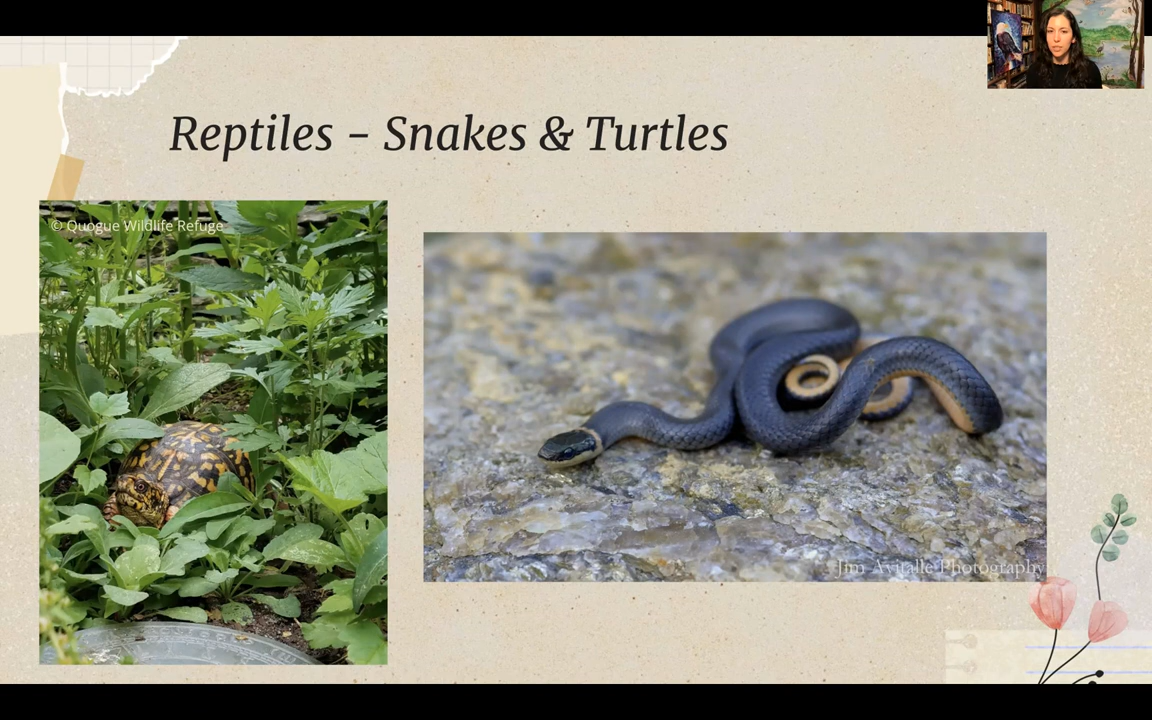 Reptiles - Snakes & Turtles
© Quogue Wildlife Refuge
Jim Avitalle Photography